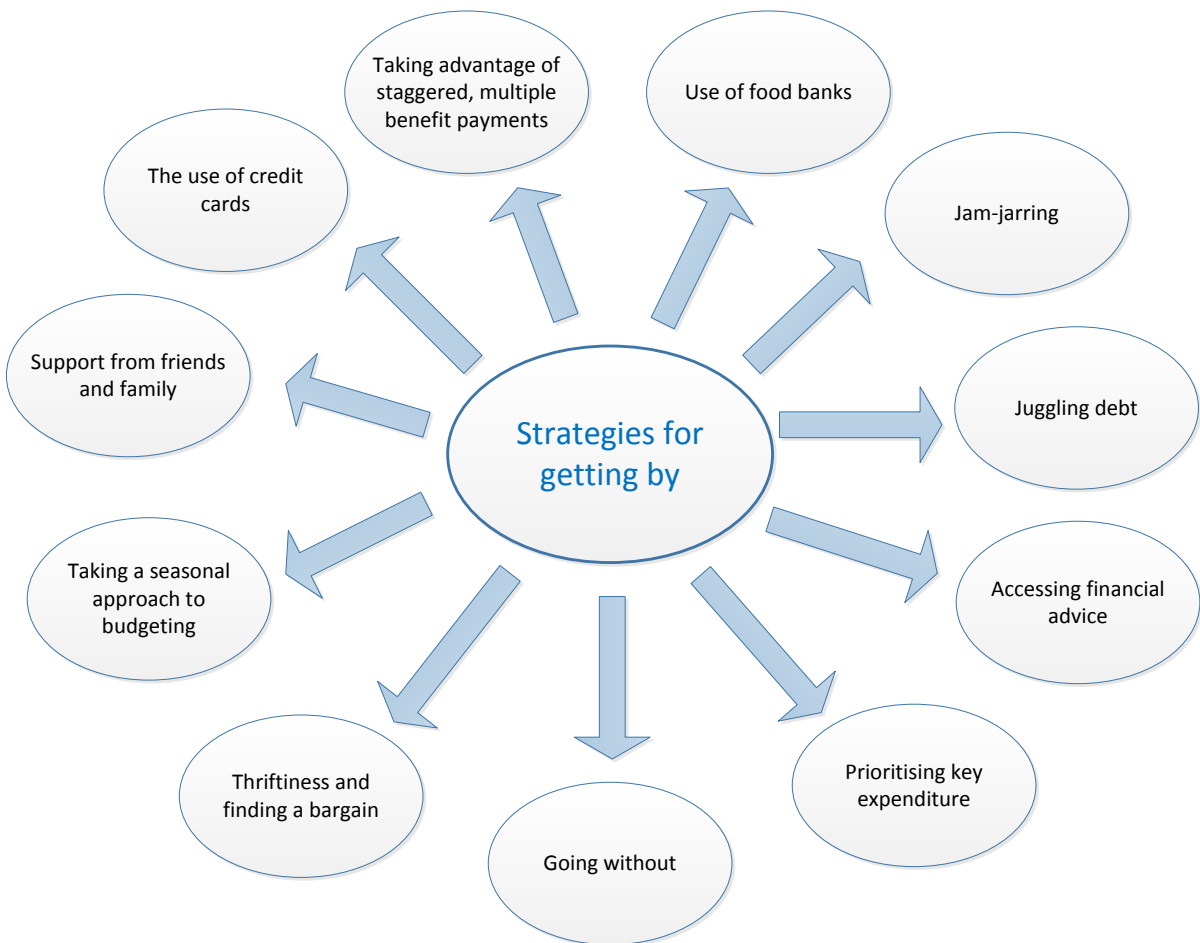 Taking advantage of
staggered, multiple
benefit payments
Use of food banks
The use of credit
cards
Jam-jarring
Support from friends
and family
Juggling debt
Strategies for
getting by
Taking a seasonal
approach to
budgeting
Accessing financial
advice
Thriftiness and
finding a bargain
Prioritising key
expenditure
Going without